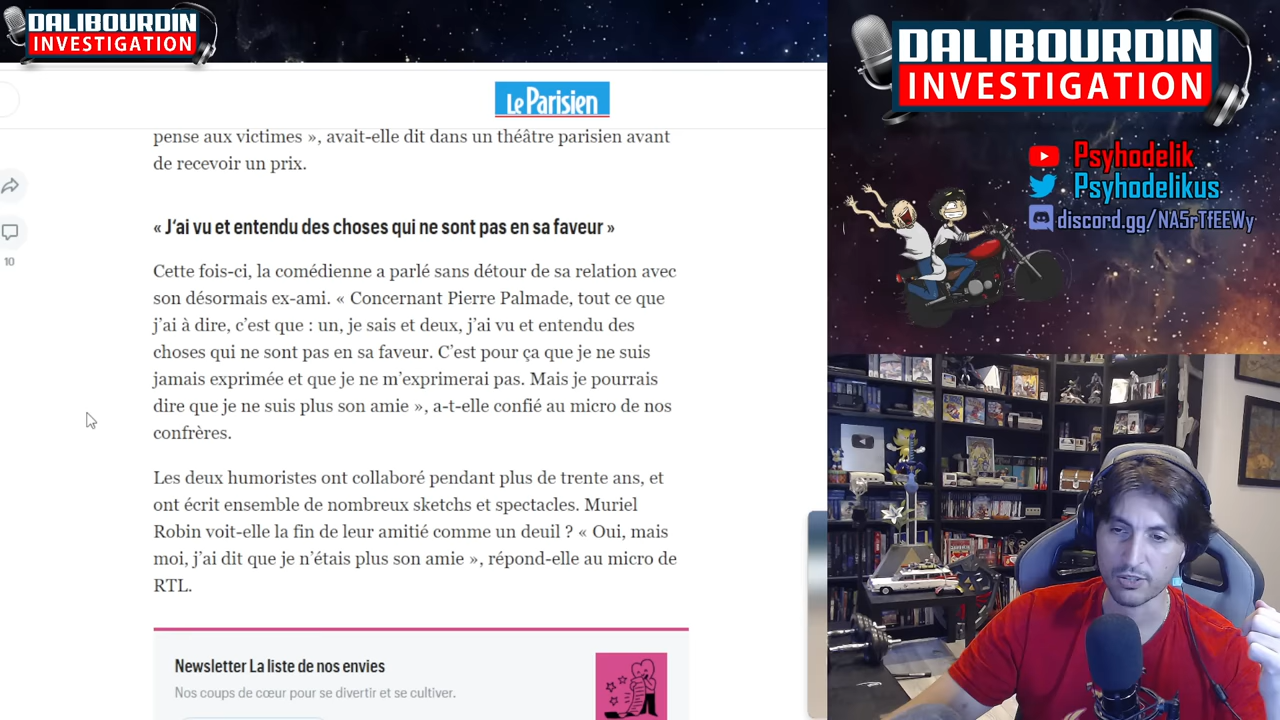 DALIBOURDIN
INVESTIGATION
Le Parisien
pense aux victimes », avait-elle dit dans un théâtre parisien avant
de recevoir un prix.
« J‘ai vu et entendu des choses qui ne sont pas en sa faveur »
10
Cette fois-ci, la comédienne a parlé sans détour de sa relation avec
son désormais ex-ami. « Concernant Pierre Palmade, tout ce que
j’ai à dire, c’est que : un, je sais et deux, j’ai vu et entendu des
choses qui ne sont pas en sa faveur. C’est pour ça que je ne suis
jamais exprimée et que je ne m’exprimerai pas. Mais je pourrais
dire que je ne suis plus son amie », a-t-elle confié au micro de nos
confrères.
Les deux humoristes ont collaboré pendant plus de trente ans, et
ont écrit ensemble de nombreux sketchs et spectacles. Muriel
Robin voit-elle la fin de leur amitié comme un deuil ? « Oui, mais
moi, j’ai dit que je n’étais plus son amie », répond-elle au micro de
RTL.
Newsletter La liste de nos envies
Nos coups de cœur pour se divertir et se cultiver.
DALIBOURDIN
INVESTIGATION
Psyhodelik
Psyhodelikus
discord.gg/NA5rTfEEWy